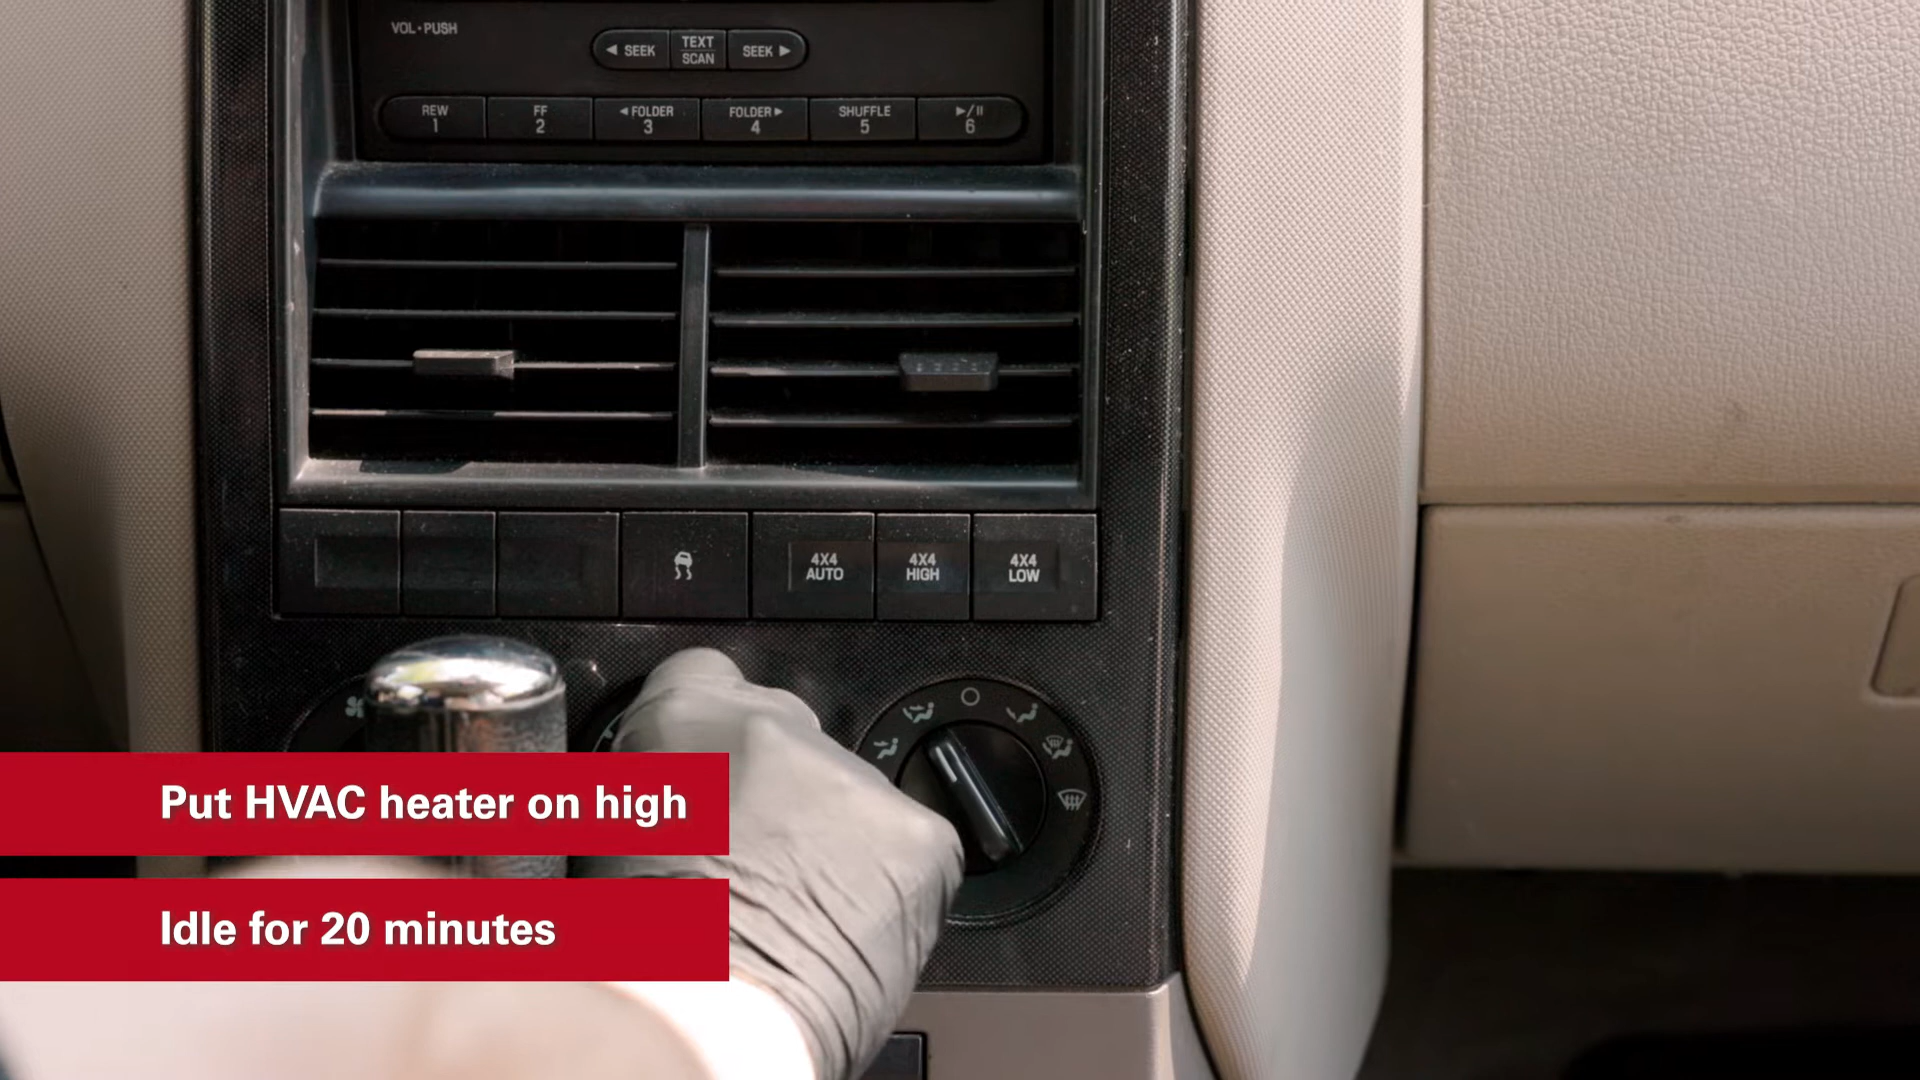 VOL•PUSH
◀ SEEK
TEXT
SCAN
SEEK ▶
REW
1
FF
2
◀ FOLDER
3
FOLDER ▶
4
SHUFFLE
5
▶/II
6
4X4
AUTO
4X4
HIGH
4X4
LOW
Put HVAC heater on high
Idle for 20 minutes